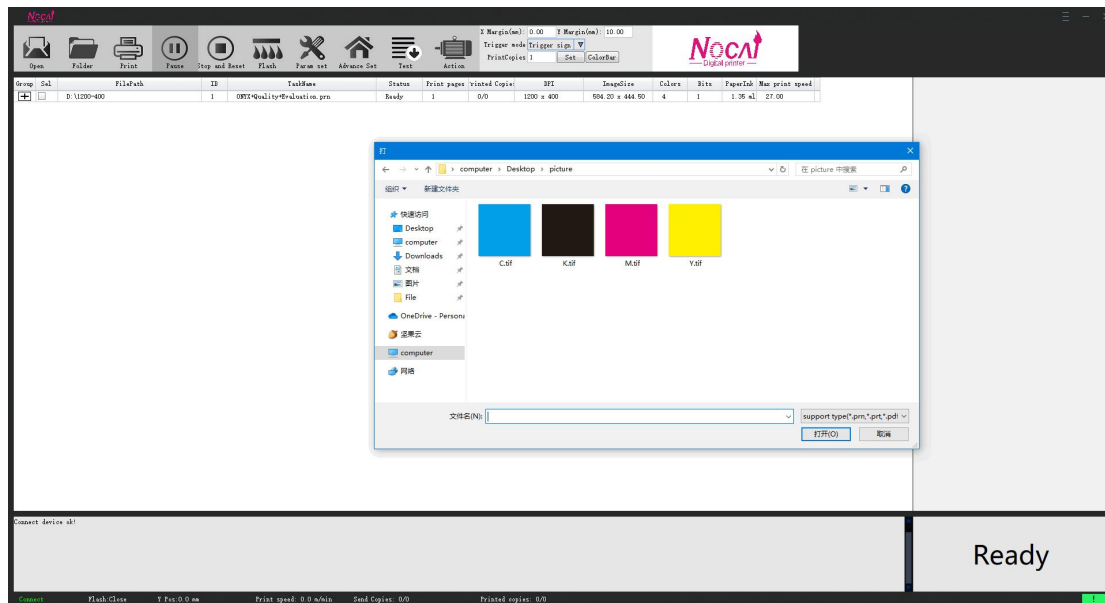 Nocai
X Margin(mm): 0.00 Y Margin(mm): 10.00
Trigger mode Trigger sign
PrintCopies 1 Set ColorBar
Open Folder Print Pause Stop and Reset Flash Param set Advance Set Test Action
NOCAI
Digital printer
Group Sel FilePath ID TaskName Status Print pages rinted Copie: DPI ImageSize Colors Bits PaperInk Max print speed
D:\1200-400 1 ONYX+Quality+Evaluation.prn Ready 1 0/0 1200 x 400 584.20 x 444.50 4 1 1.35 ml 27.00
打
computer › Desktop › picture
在 picture 中搜索
组织 新建文件夹
快速访问
Desktop
computer
Downloads
文档
图片
File
OneDrive - Persona
坚果云
computer
网络
C.tif K.tif M.tif Y.tif
文件名(N):
support type(*.prn,*.prt,*.pdf
打开(O) 取消
Connect device ok!
Ready
Connect Flash:Close Y Pos:0.0 mm Print speed: 0.0 m/min Send Copies: 0/0 Printed copies: 0/0
!